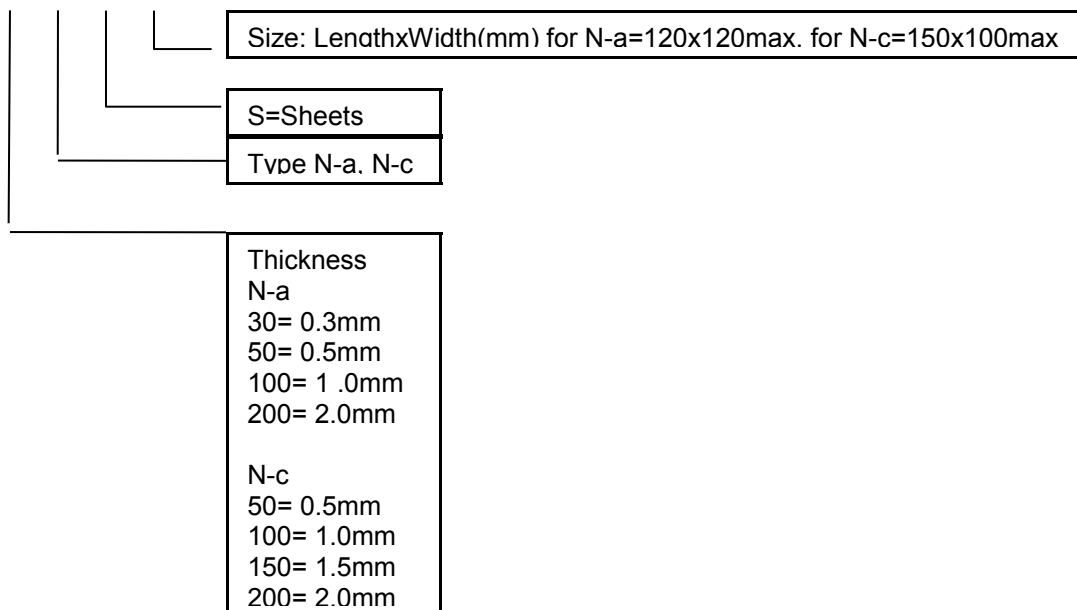 Size: LengthxWidth(mm) for N-a=120x120max. for N-c=150x100max
S=Sheets
Type N-a, N-c
Thickness
N-a
30= 0.3mm
50= 0.5mm
100= 1 .0mm
200= 2.0mm
N-c
50= 0.5mm
100= 1.0mm
150= 1.5mm
200= 2.0mm